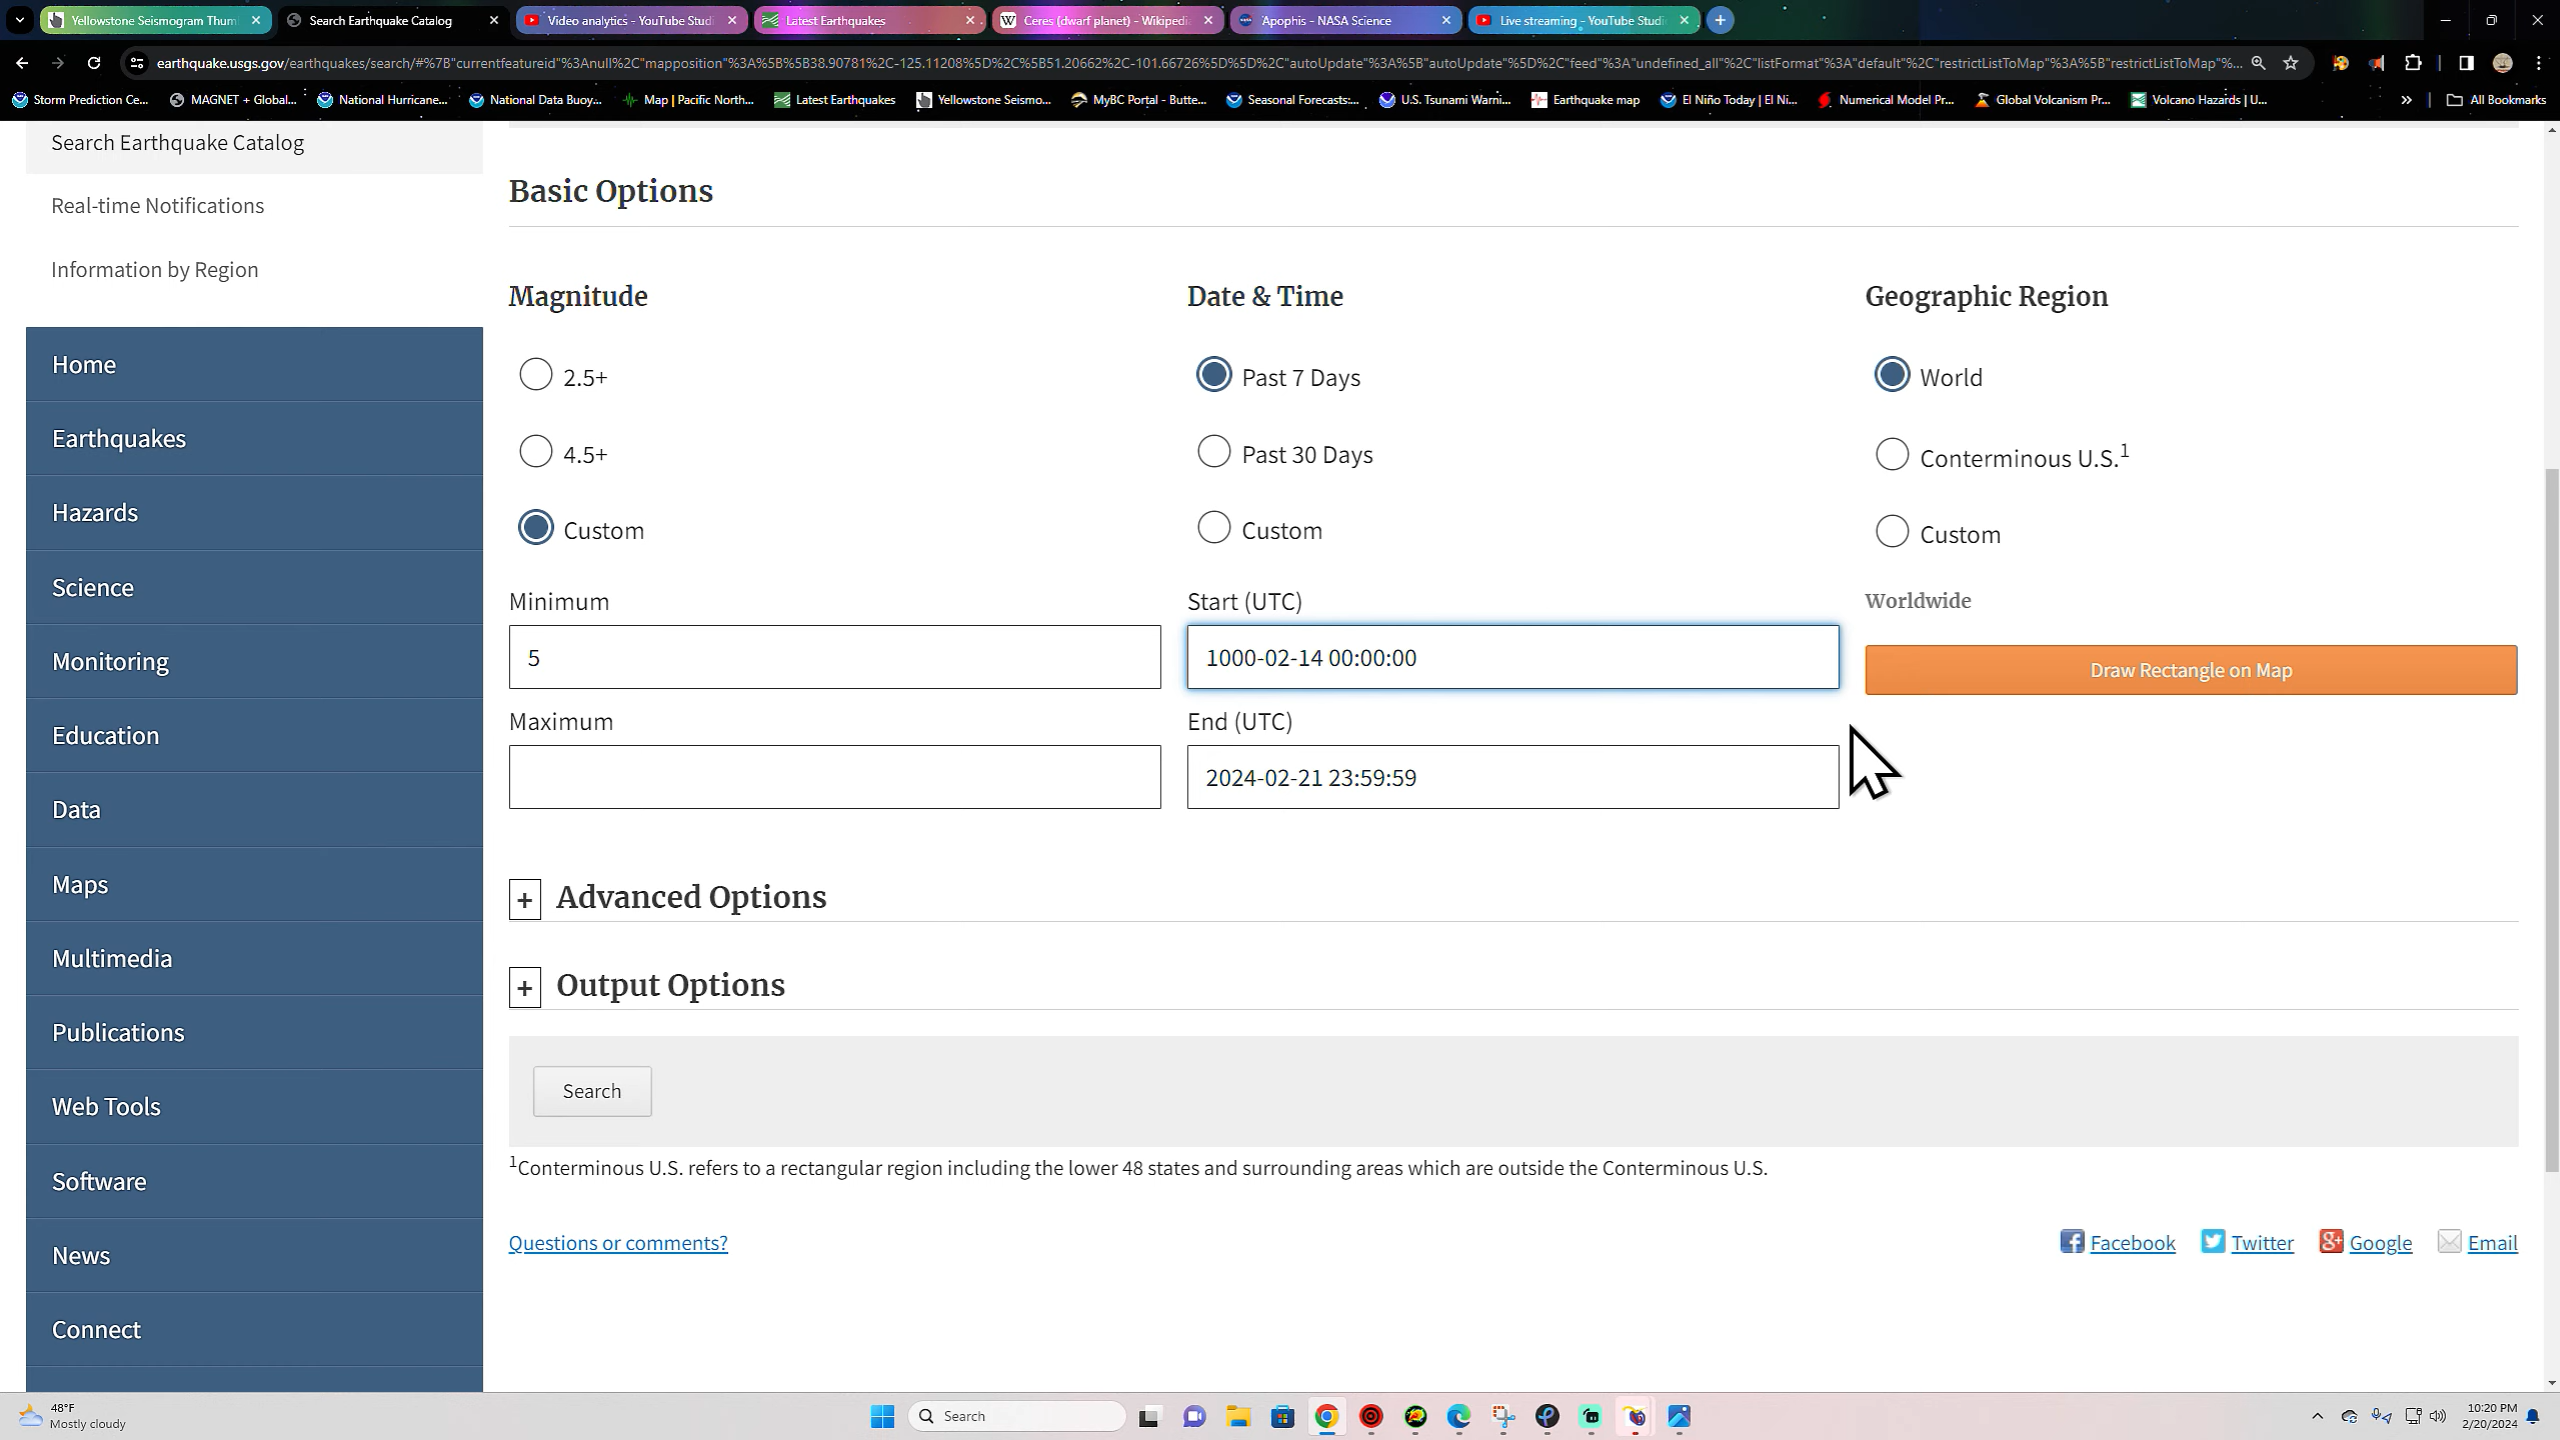 Yellowstone Seismogram Thum
Search Earthquake Catalog
Video analytics - YouTube Studi
Latest Earthquakes
Ceres (dwarf planet) - Wikipedi
Apophis - NASA Science
Live streaming - YouTube Studi
earthquake.usgs.gov/earthquakes/search/#%7B"currentfeatureid"%3Anull%2C"mapposition"%3A%5B%5B38.90781%2C-125.11208%5D%2C%5B51.20662%2C-101.66726%5D%5D%2C"autoUpdate"%3A%5B"autoUpdate"%5D%2C"feed"%3A"undefined_all"%2C"listFormat"%3A"default"%2C"restrictListToMap"%3A%5B"restrictListToMap"%...
Storm Prediction Ce...
MAGNET + Global...
National Hurricane...
National Data Buoy...
Map | Pacific North...
Latest Earthquakes
Yellowstone Seismo...
MyBC Portal - Butte...
Seasonal Forecasts:...
U.S. Tsunami Warni...
Earthquake map
El Niño Today | El Ni...
Numerical Model Pr...
Global Volcanism Pr...
Volcano Hazards | U...
All Bookmarks
Search Earthquake Catalog
Real-time Notifications
Information by Region
Home
Earthquakes
Hazards
Science
Monitoring
Education
Data
Maps
Multimedia
Publications
Web Tools
Software
News
Connect
Basic Options
Magnitude
2.5+
4.5+
Custom
Minimum
5
Maximum
Date & Time
Past 7 Days
Past 30 Days
Custom
Start (UTC)
1000-02-14 00:00:00
End (UTC)
2024-02-21 23:59:59
Geographic Region
World
Conterminous U.S.1
Custom
Worldwide
Draw Rectangle on Map
+ Advanced Options
+ Output Options
Search
1Conterminous U.S. refers to a rectangular region including the lower 48 states and surrounding areas which are outside the Conterminous U.S.
Questions or comments?
Facebook
Twitter
Google
Email
48°F
Mostly cloudy
Search
10:20 PM
2/20/2024